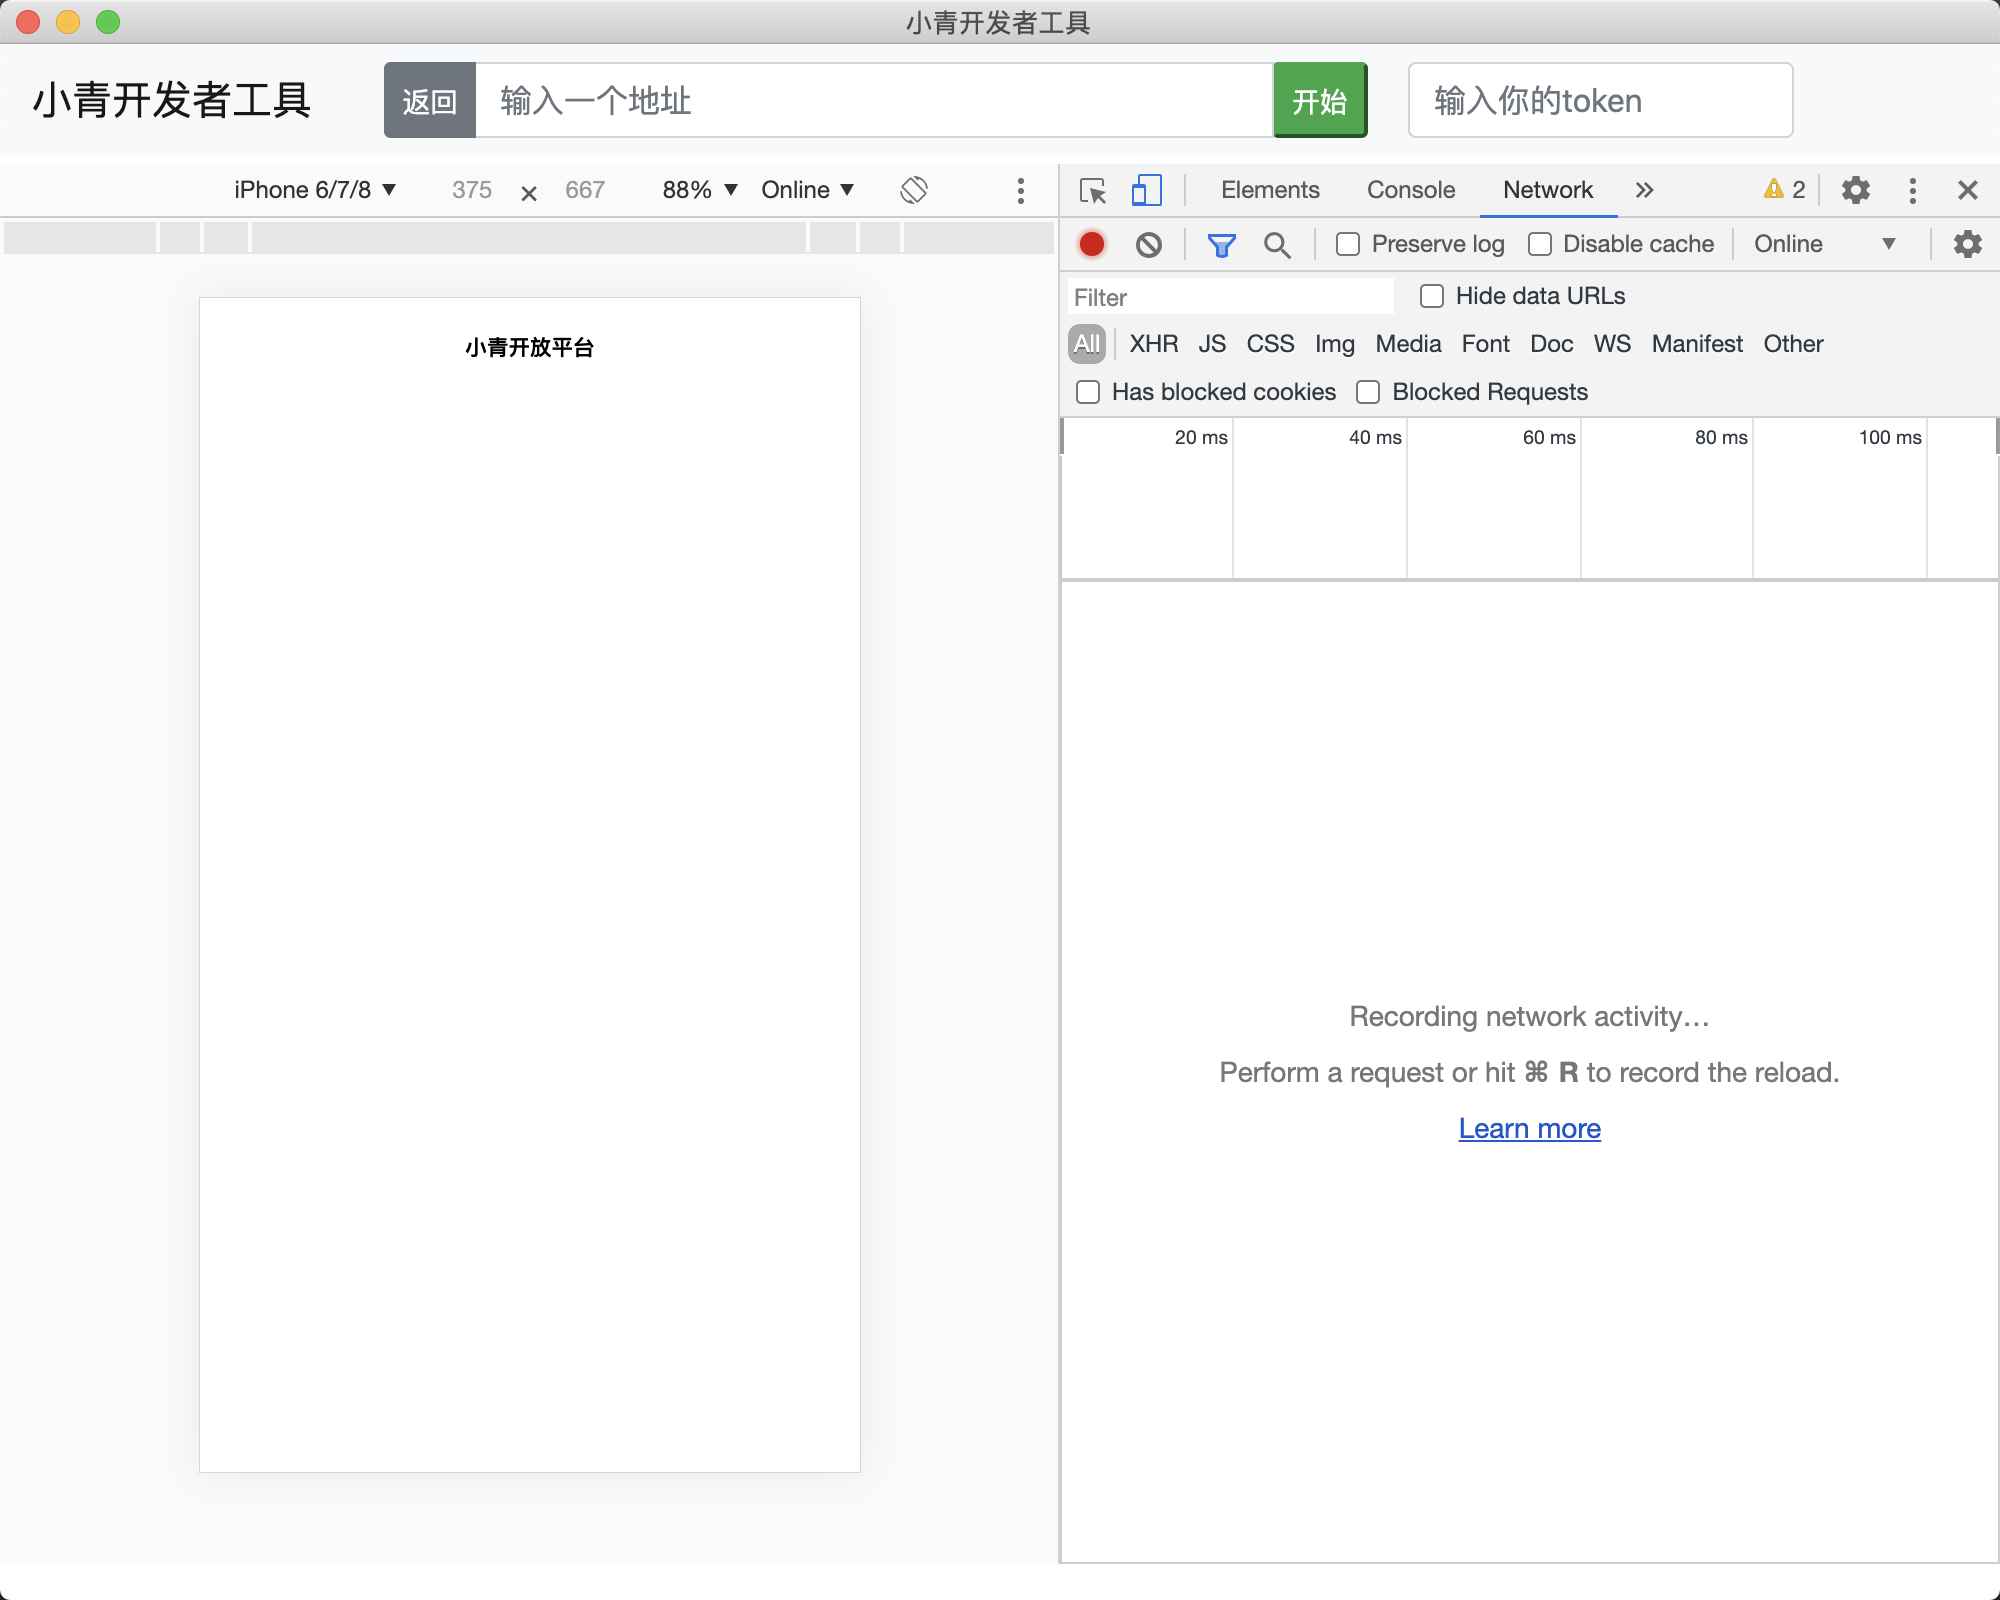 小青开发者工具
小青开发者工具 返回 输入一个地址 开始 输入你的token
iPhone 6/7/8 375 × 667 88% Online
Elements Console Network » 2
Preserve log Disable cache Online
Filter Hide data URLs
All XHR JS CSS Img Media Font Doc WS Manifest Other
Has blocked cookies Blocked Requests
20 ms 40 ms 60 ms 80 ms 100 ms
小青开放平台
Recording network activity…
Perform a request or hit ⌘ R to record the reload.
Learn more